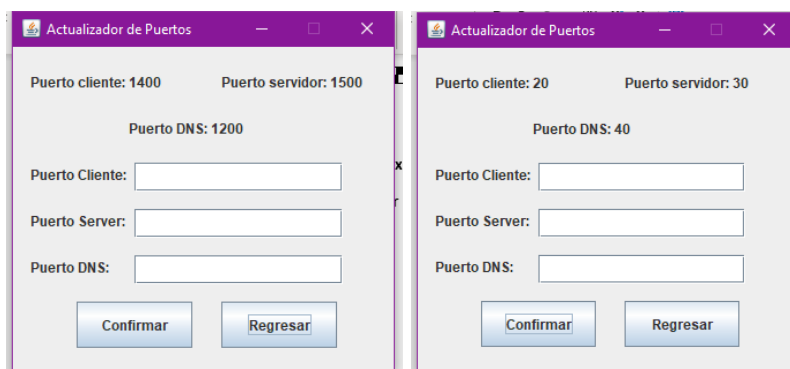 Actualizador de Puertos
Puerto cliente: 1400 Puerto servidor: 1500
Puerto DNS: 1200
Puerto Cliente:
Puerto Server:
Puerto DNS:
Confirmar Regresar
Actualizador de Puertos
Puerto cliente: 20 Puerto servidor: 30
Puerto DNS: 40
Puerto Cliente:
Puerto Server:
Puerto DNS:
Confirmar Regresar